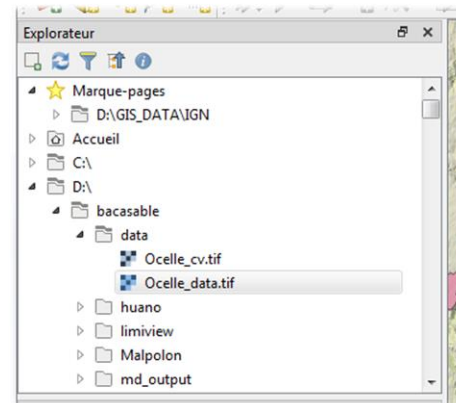 Explorateur
Marque-pages
D:\GIS_DATA\IGN
Accueil
C:\
D:\
bacasable
data
Ocelle_cv.tif
Ocelle_data.tif
huano
limiview
Malpolon
md_output